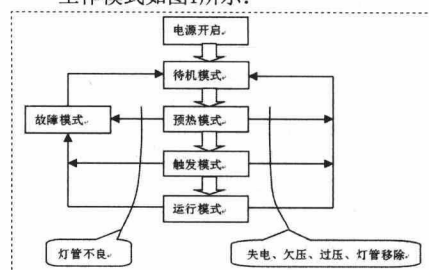 工作模式如图1所示：
电源开启
待机模式
故障模式
预热模式
触发模式
运行模式
灯管不良
失电、欠压、过压、灯管移除